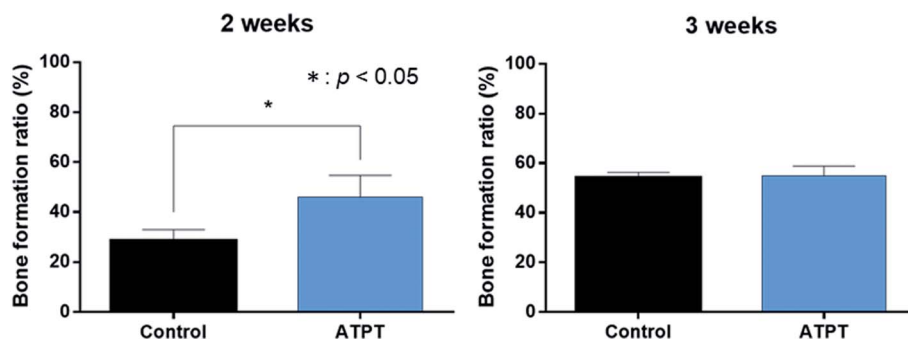 2 weeks
Bone formation ratio (%)
100
80
60
40
20
0
* : p < 0.05
*
Control
ATPT
3 weeks
Bone formation ratio (%)
100
80
60
40
20
0
Control
ATPT